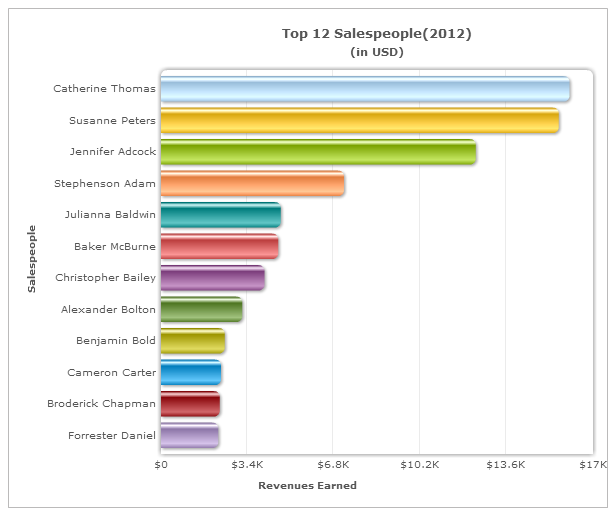 Top 12 Salespeople(2012)
(in USD)
Salespeople
Catherine Thomas
Susanne Peters
Jennifer Adcock
Stephenson Adam
Julianna Baldwin
Baker McBurne
Christopher Bailey
Alexander Bolton
Benjamin Bold
Cameron Carter
Broderick Chapman
Forrester Daniel
$0 $3.4K $6.8K $10.2K $13.6K $17K
Revenues Earned